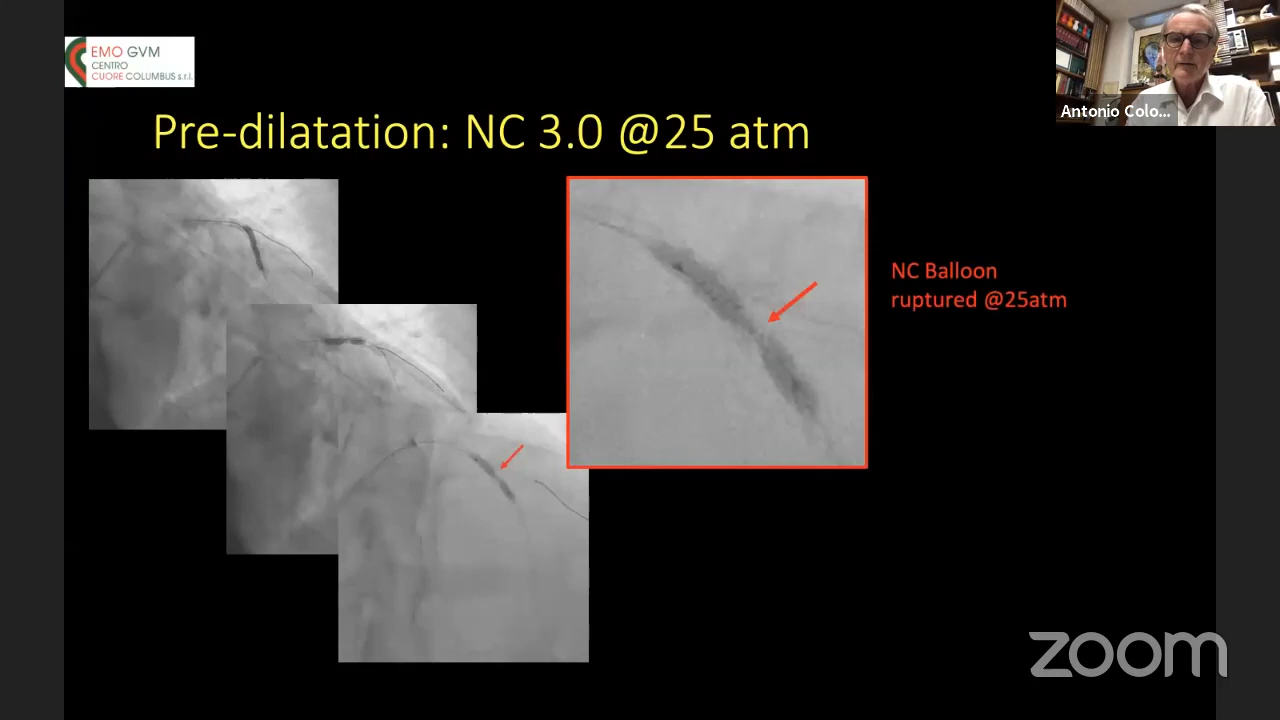 EMO GVM
CENTRO
CUORE COLUMBUS s.r.l.
Antonio Colo...
Pre-dilatation: NC 3.0 @25 atm
NC Balloon
ruptured @25atm
zoom